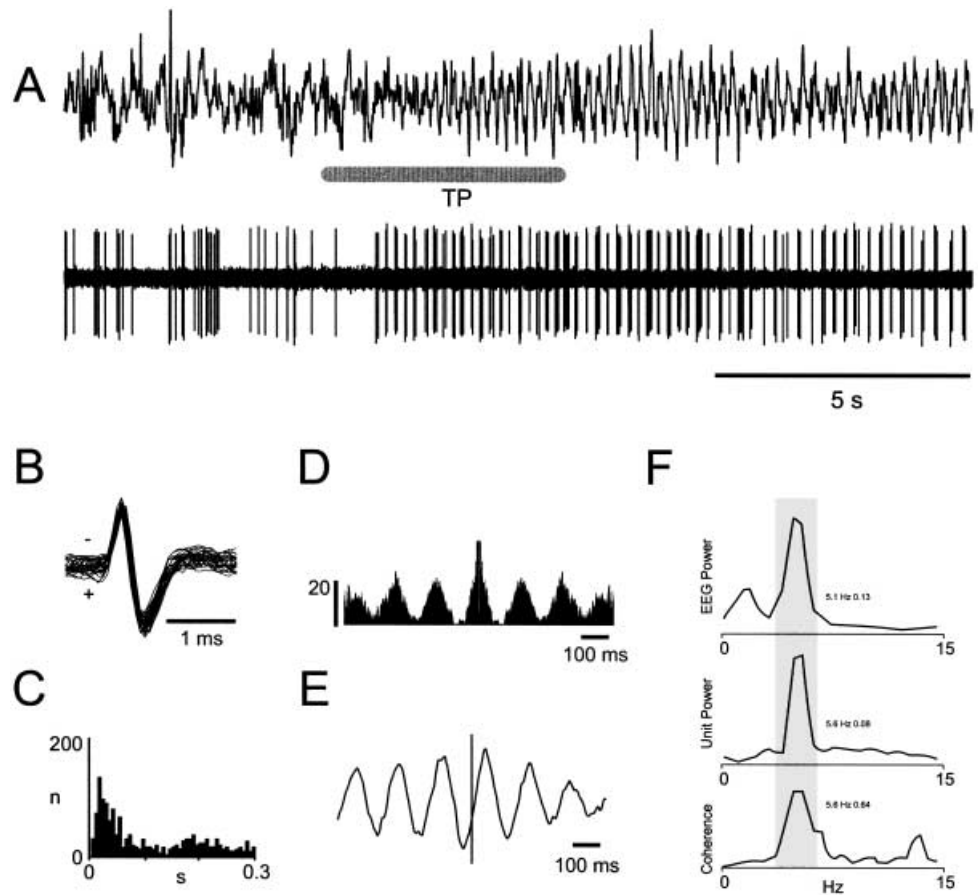 A
TP
5 s
B
-
+
1 ms
C
200
n
0
0
s
0.3
D
20
100 ms
E
100 ms
F
EEG Power
5.1 Hz 0.13
0
15
Unit Power
5.6 Hz 0.08
0
15
Coherence
5.6 Hz 0.64
0
Hz
15